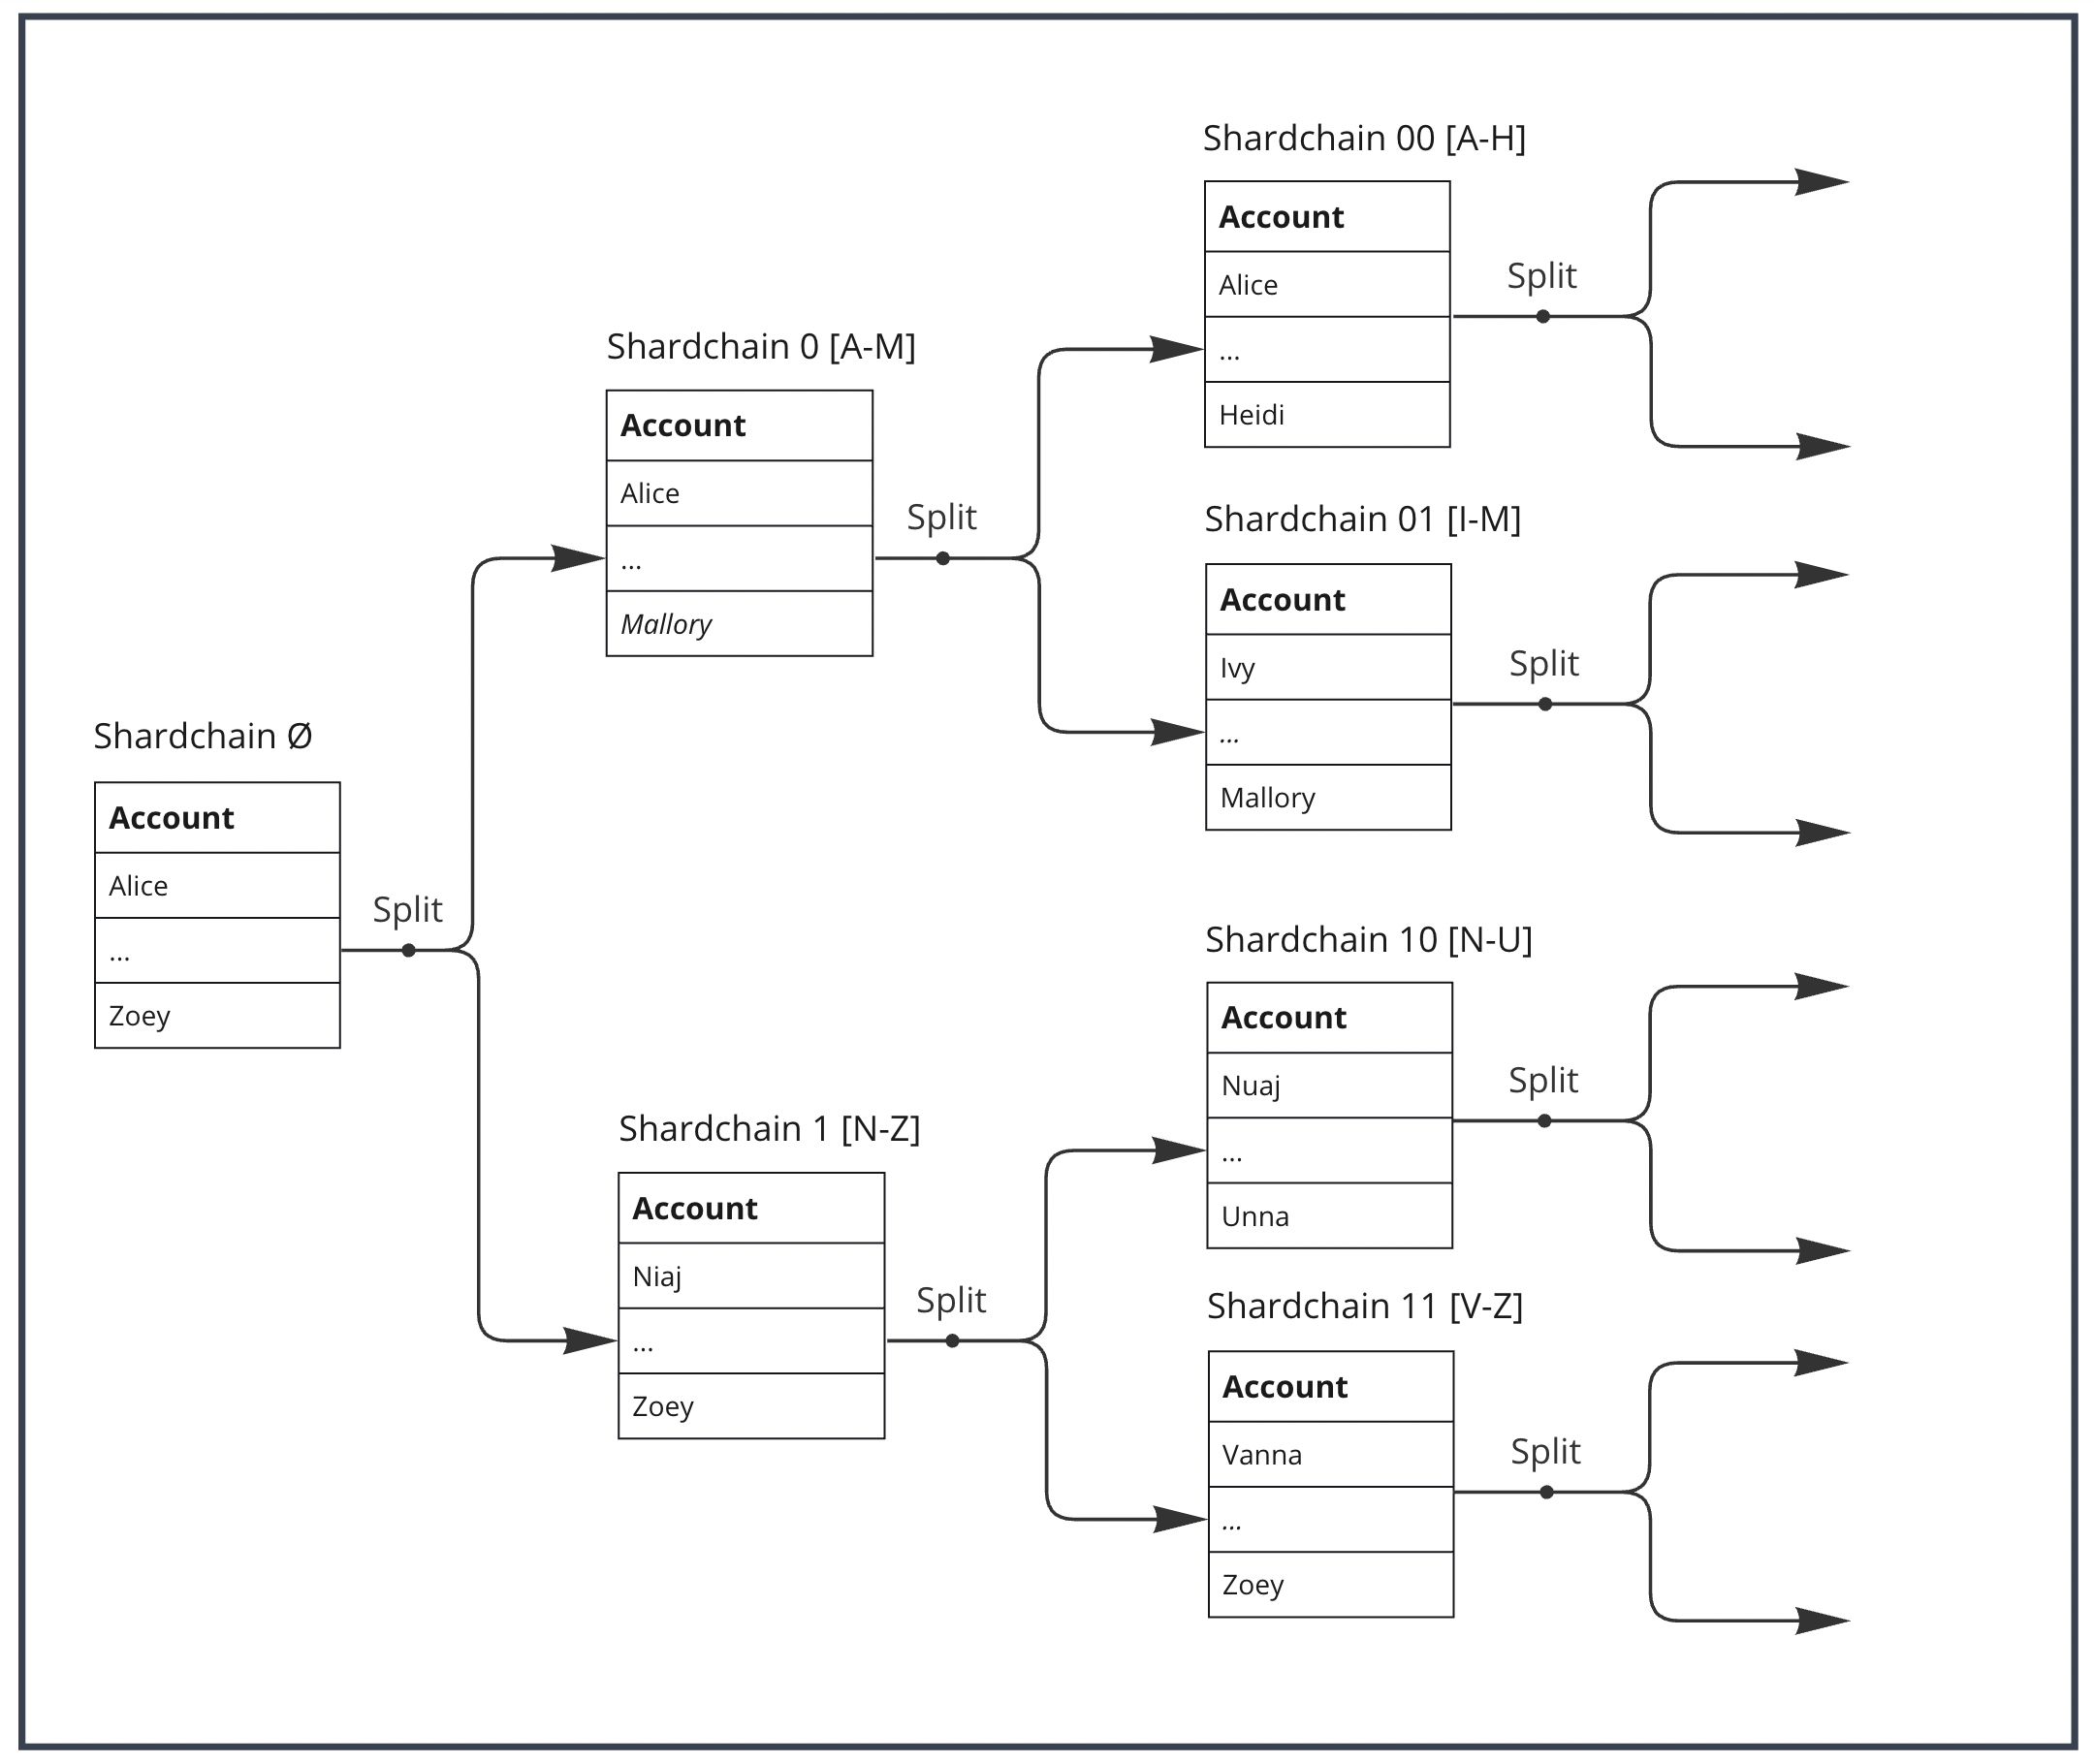 Shardchain Ø
Account
Alice
...
Zoey
Split
Shardchain 0 [A-M]
Account
Alice
...
Mallory
Split
Shardchain 1 [N-Z]
Account
Niaj
...
Zoey
Split
Shardchain 00 [A-H]
Account
Alice
...
Heidi
Split
Shardchain 01 [I-M]
Account
Ivy
...
Mallory
Split
Shardchain 10 [N-U]
Account
Nuaj
...
Unna
Split
Shardchain 11 [V-Z]
Account
Vanna
...
Zoey
Split